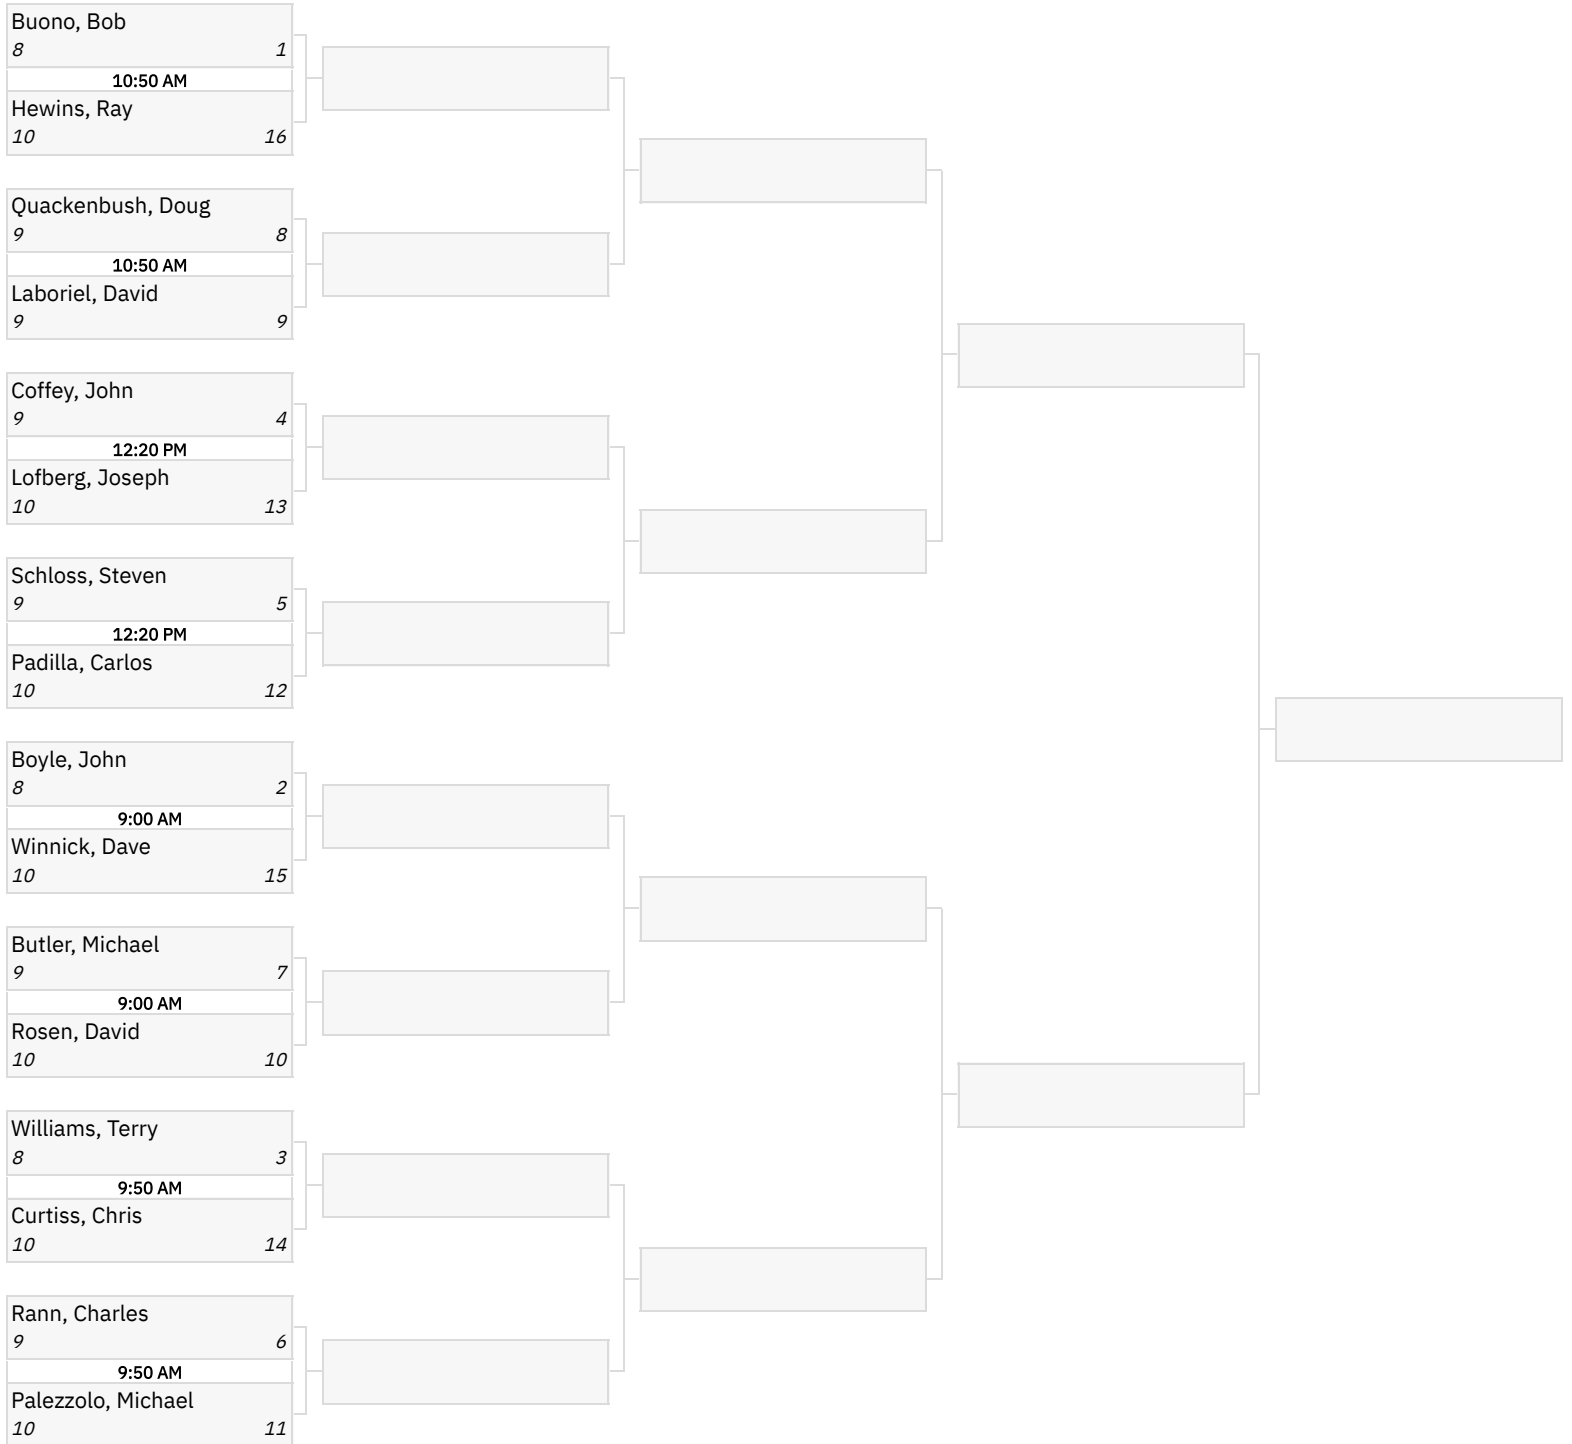 Buono, Bob
8 1
10:50 AM
Hewins, Ray
10 16
Quackenbush, Doug
9 8
10:50 AM
Laboriel, David
9 9
Coffey, John
9 4
12:20 PM
Lofberg, Joseph
10 13
Schloss, Steven
9 5
12:20 PM
Padilla, Carlos
10 12
Boyle, John
8 2
9:00 AM
Winnick, Dave
10 15
Butler, Michael
9 7
9:00 AM
Rosen, David
10 10
Williams, Terry
8 3
9:50 AM
Curtiss, Chris
10 14
Rann, Charles
9 6
9:50 AM
Palezzolo, Michael
10 11